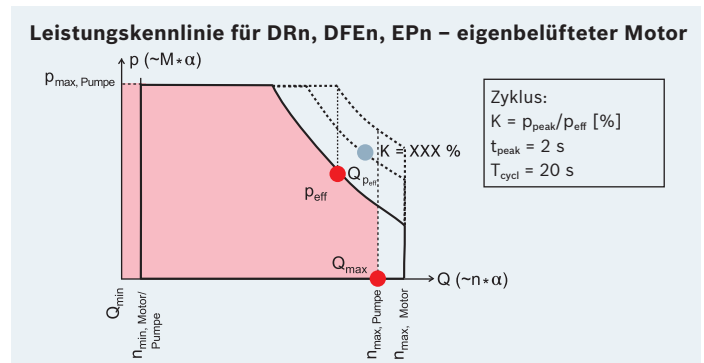 Leistungskennlinie für DRn, DFEn, EPn – eigenbelüfteter Motor
p (~M*α)
pmax, Pumpe
Zyklus:
K = ppeak/peff [%]
tpeak = 2 s
Tcycl = 20 s
K = XXX %
Qpeff
peff
Qmax
Q (~n*α)
Qmin
nmin, Motor/
Pumpe
nmax, Pumpe
nmax, Motor